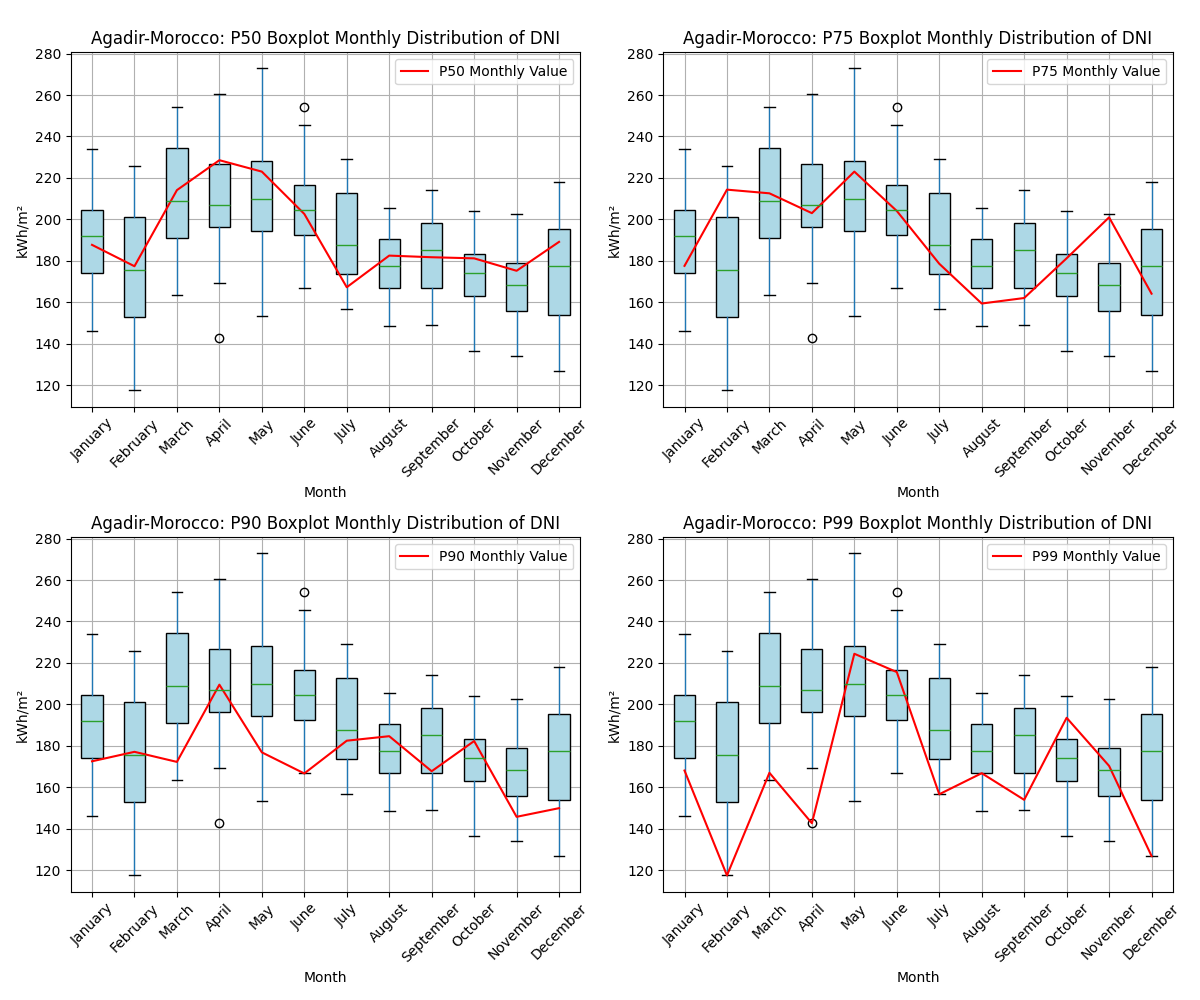 Agadir-Morocco: P50 Boxplot Monthly Distribution of DNI
P50 Monthly Value
kWh/m²
280
260
240
220
200
180
160
140
120
January
February
March
April
May
June
July
August
September
October
November
December
Month
Agadir-Morocco: P75 Boxplot Monthly Distribution of DNI
P75 Monthly Value
kWh/m²
280
260
240
220
200
180
160
140
120
January
February
March
April
May
June
July
August
September
October
November
December
Month
Agadir-Morocco: P90 Boxplot Monthly Distribution of DNI
P90 Monthly Value
kWh/m²
280
260
240
220
200
180
160
140
120
January
February
March
April
May
June
July
August
September
October
November
December
Month
Agadir-Morocco: P99 Boxplot Monthly Distribution of DNI
P99 Monthly Value
kWh/m²
280
260
240
220
200
180
160
140
120
January
February
March
April
May
June
July
August
September
October
November
December
Month